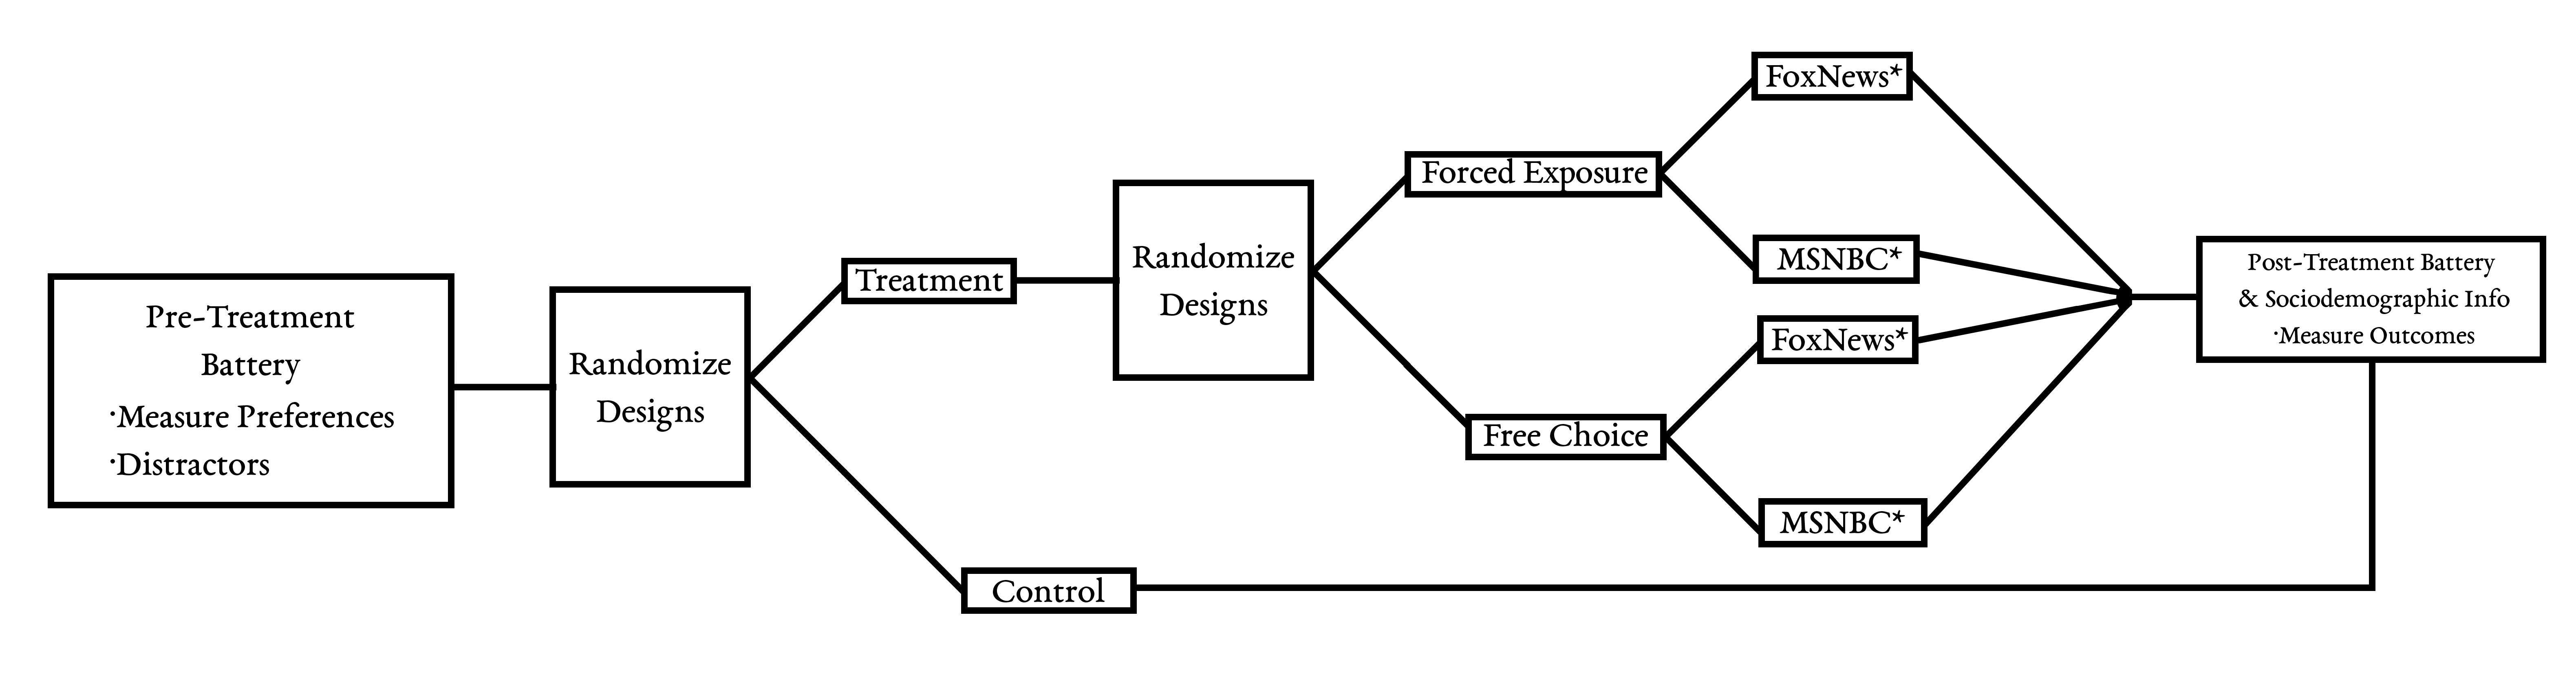 Pre-Treatment
Battery
·Measure Preferences
·Distractors
Randomize
Designs
Treatment
Control
Randomize
Designs
Forced Exposure
Free Choice
FoxNews*
MSNBC*
FoxNews*
MSNBC*
Post-Treatment Battery
& Sociodemographic Info
·Measure Outcomes